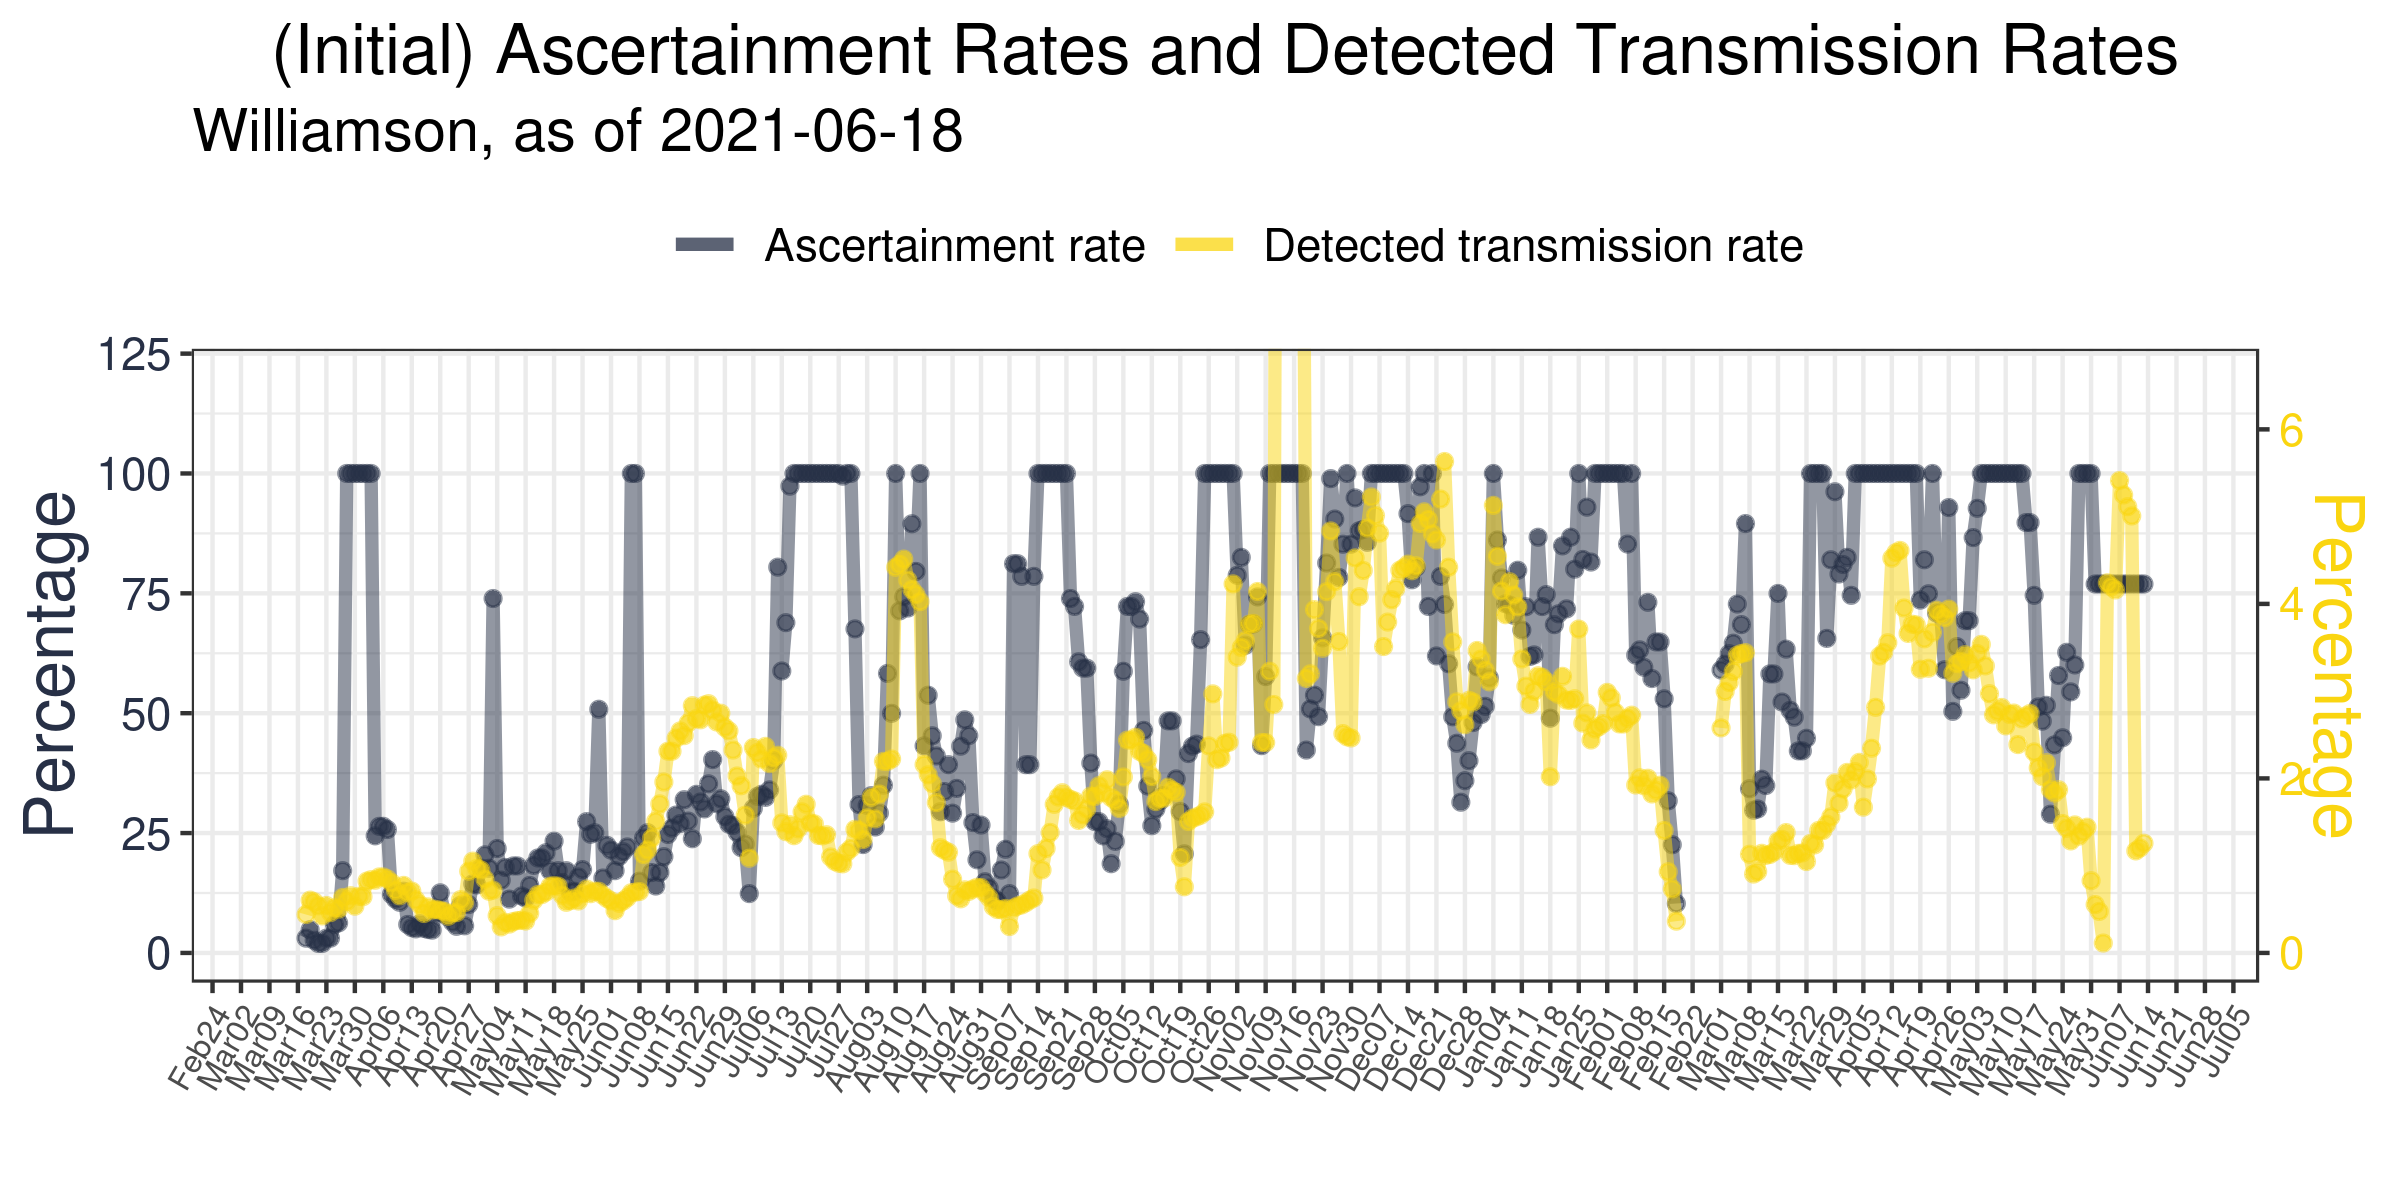 (Initial) Ascertainment Rates and Detected Transmission Rates
Williamson, as of 2021-06-18
Ascertainment rate
Detected transmission rate
Percentage
125
100
75
50
25
0
6
4
2
0
Percentage
Feb24
Mar02
Mar09
Mar16
Mar23
Mar30
Apr06
Apr13
Apr20
Apr27
May04
May11
May18
May25
Jun01
Jun08
Jun15
Jun22
Jun29
Jul06
Jul13
Jul20
Jul27
Aug03
Aug10
Aug17
Aug24
Aug31
Sep07
Sep14
Sep21
Sep28
Oct05
Oct12
Oct19
Oct26
Nov02
Nov09
Nov16
Nov23
Nov30
Dec07
Dec14
Dec21
Dec28
Jan04
Jan11
Jan18
Jan25
Feb01
Feb08
Feb15
Feb22
Mar01
Mar08
Mar15
Mar22
Mar29
Apr05
Apr12
Apr19
Apr26
May03
May10
May17
May24
May31
Jun07
Jun14
Jun21
Jun28
Jul05